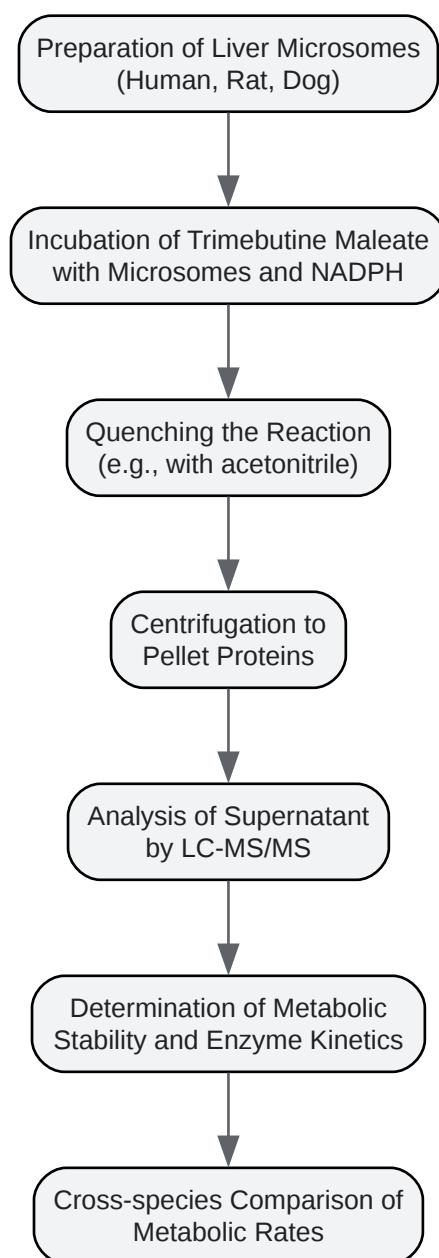 Preparation of Liver Microsomes
(Human, Rat, Dog)
Incubation of Trimebutine Maleate
with Microsomes and NADPH
Quenching the Reaction
(e.g., with acetonitrile)
Centrifugation to
Pellet Proteins
Analysis of Supernatant
by LC-MS/MS
Determination of Metabolic
Stability and Enzyme Kinetics
Cross-species Comparison of
Metabolic Rates